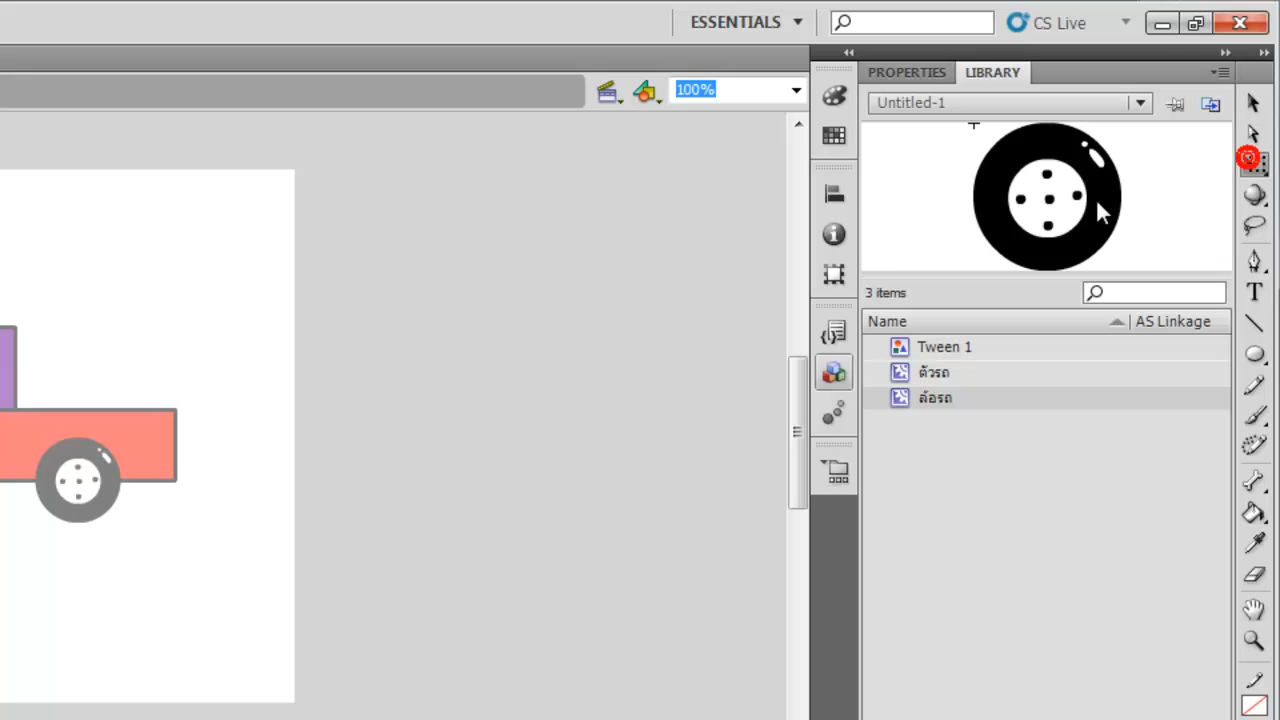 ESSENTIALS
CS Live
100%
PROPERTIES
LIBRARY
Untitled-1
3 items
Name
AS Linkage
Tween 1
ตัวรถ
ล้อรถ
T